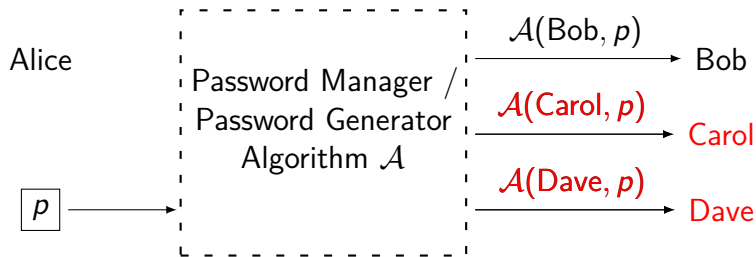 Alice
p
Password Manager /
Password Generator
Algorithm 𝒜
𝒜(Bob, p)
Bob
𝒜(Carol, p)
Carol
𝒜(Dave, p)
Dave